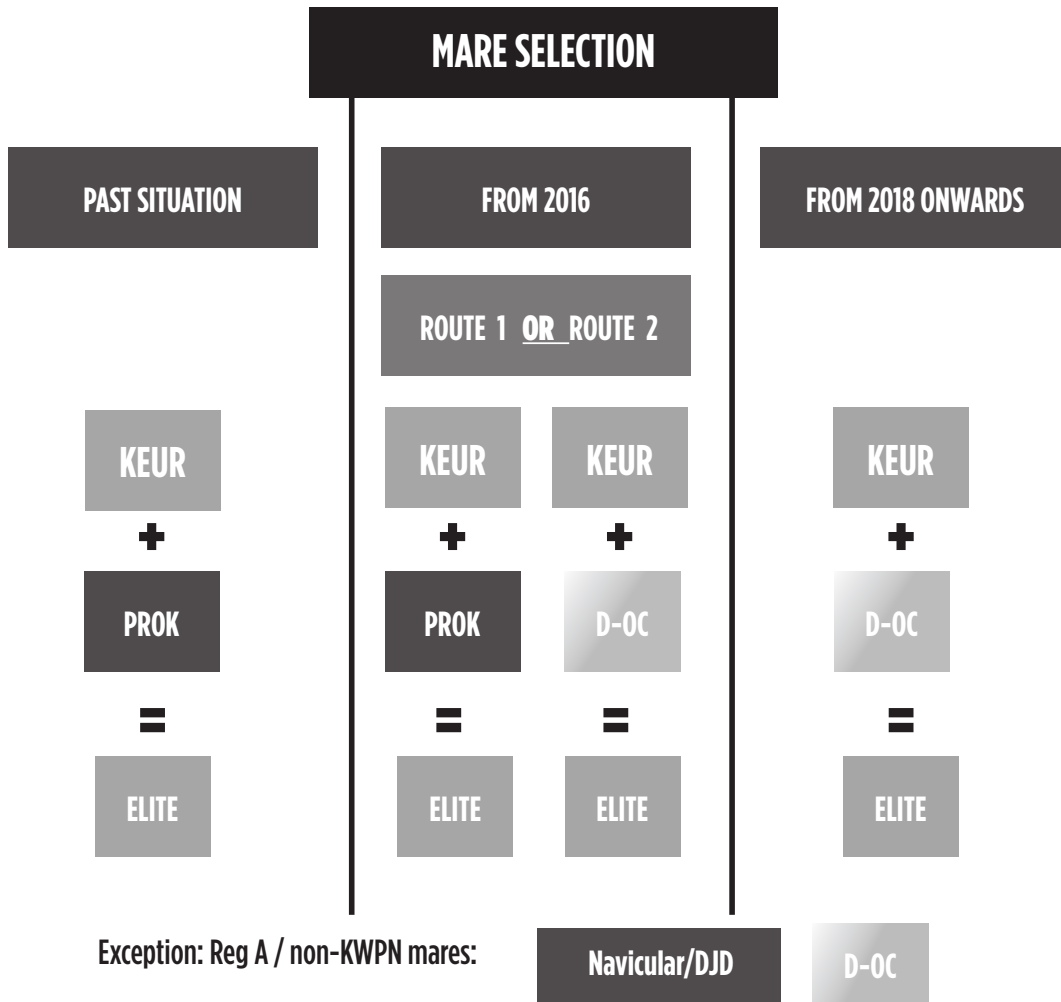 MARE SELECTION
PAST SITUATION
FROM 2016
FROM 2018 ONWARDS
ROUTE 1 OR ROUTE 2
KEUR
KEUR
KEUR
KEUR
+
+
+
+
PROK
PROK
D-OC
D-OC
=
=
=
=
ELITE
ELITE
ELITE
ELITE
Exception: Reg A / non-KWPN mares:
Navicular/DJD
D-OC